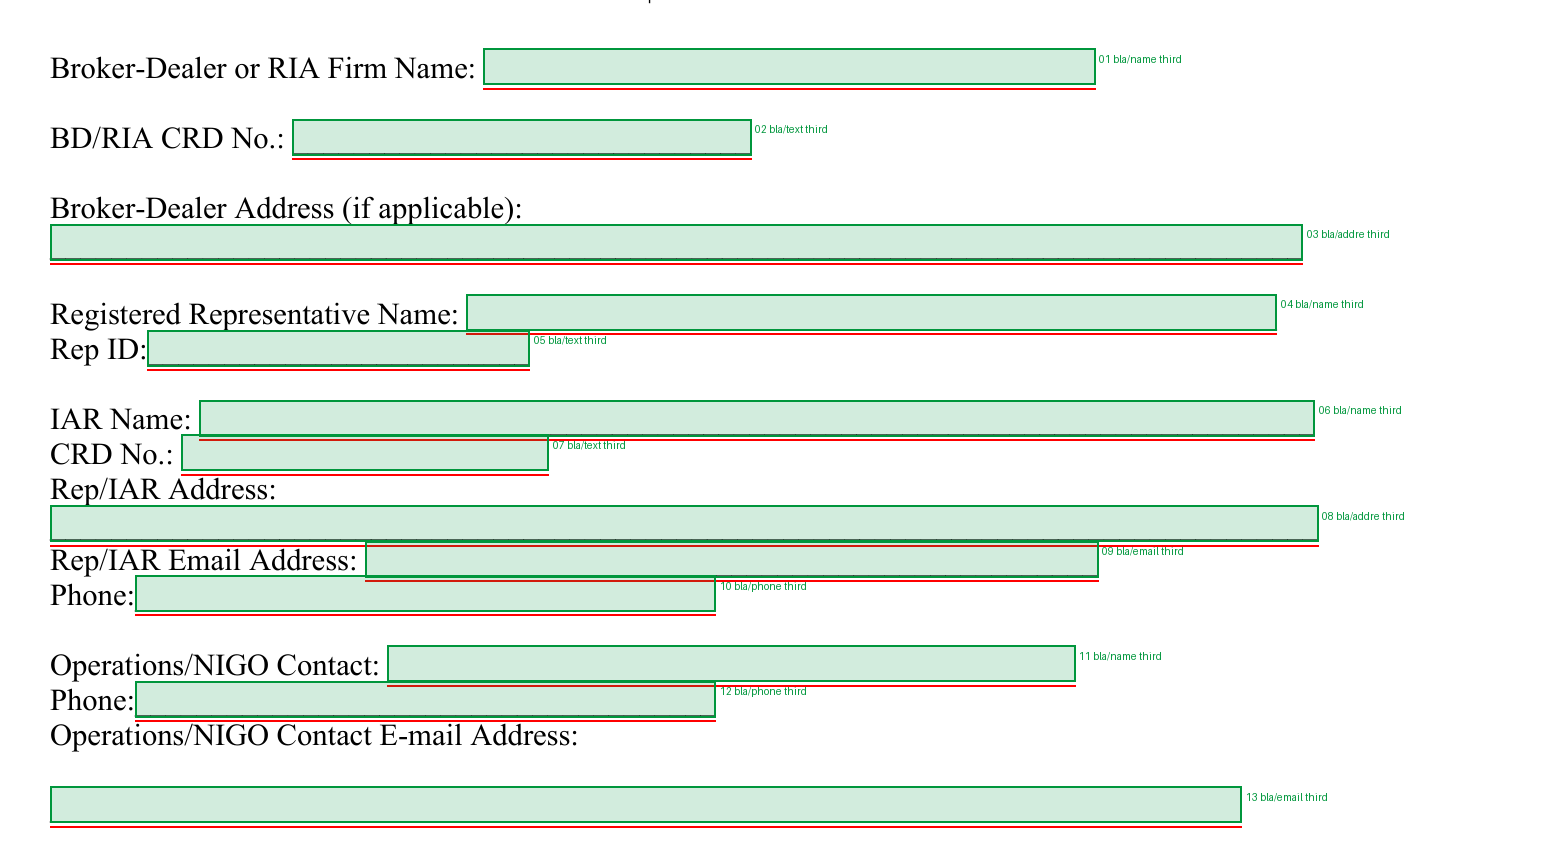 Broker-Dealer or RIA Firm Name: 01 bla/name third
BD/RIA CRD No.: 02 bla/text third
Broker-Dealer Address (if applicable):
03 bla/addre third
Registered Representative Name: 04 bla/name third
Rep ID: 05 bla/text third
IAR Name: 06 bla/name third
CRD No.: 07 bla/text third
Rep/IAR Address:
08 bla/addre third
Rep/IAR Email Address: 09 bla/email third
Phone: 10 bla/phone third
Operations/NIGO Contact: 11 bla/name third
Phone: 12 bla/phone third
Operations/NIGO Contact E-mail Address:
13 bla/email third